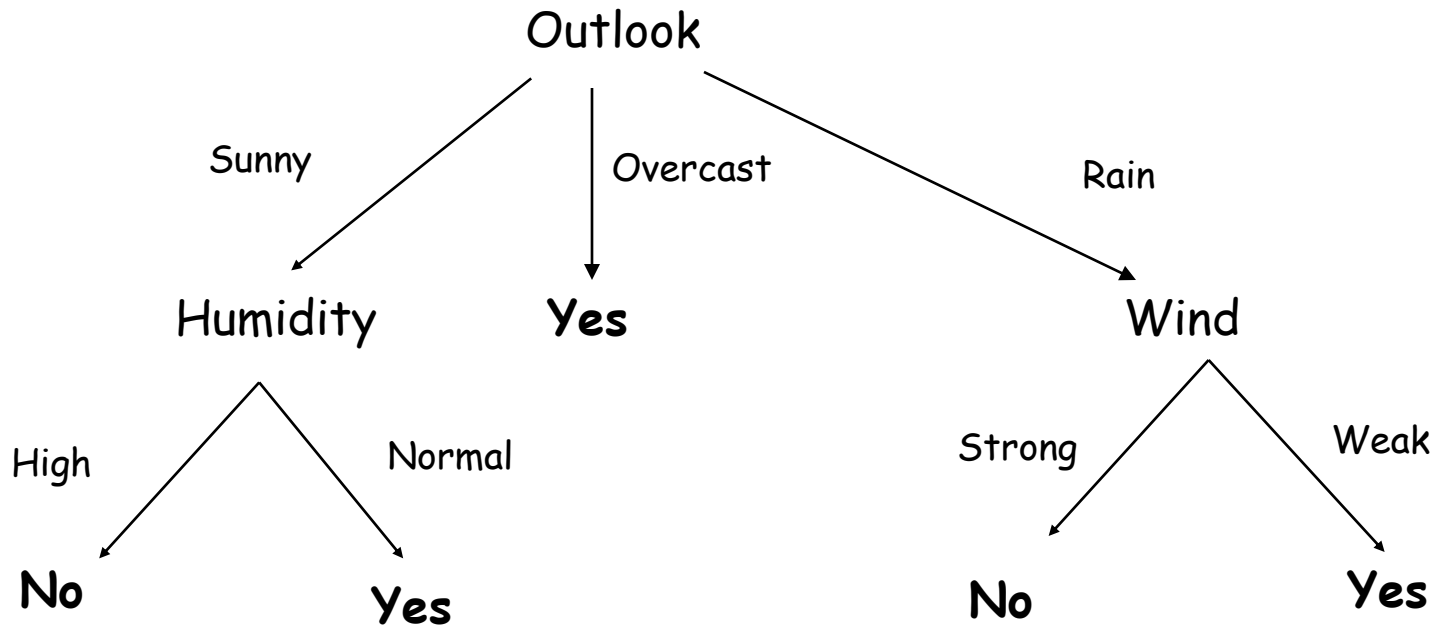 Outlook
Sunny
Overcast
Rain
Humidity
Yes
Wind
High
Normal
Strong
Weak
No
Yes
No
Yes